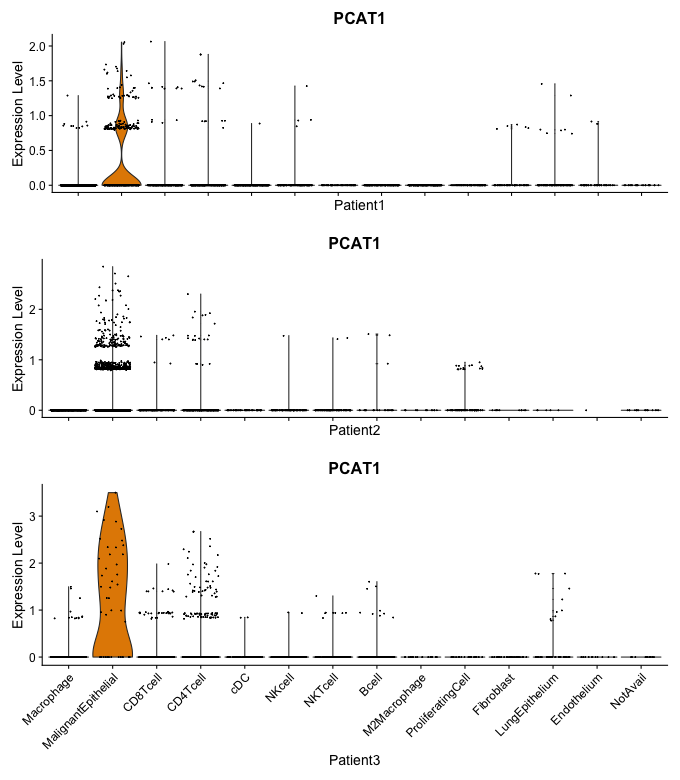 PCAT1
Expression Level
2.0
1.5
1.0
0.5
0.0
Patient1
PCAT1
Expression Level
2
1
0
Patient2
PCAT1
Expression Level
3
2
1
0
Macrophage
MalignantEpithelial
CD8Tcell
CD4Tcell
cDC
NKcell
NKTcell
Bcell
M2Macrophage
ProliferatingCell
Fibroblast
LungEpithelium
Endothelium
NotAvail
Patient3